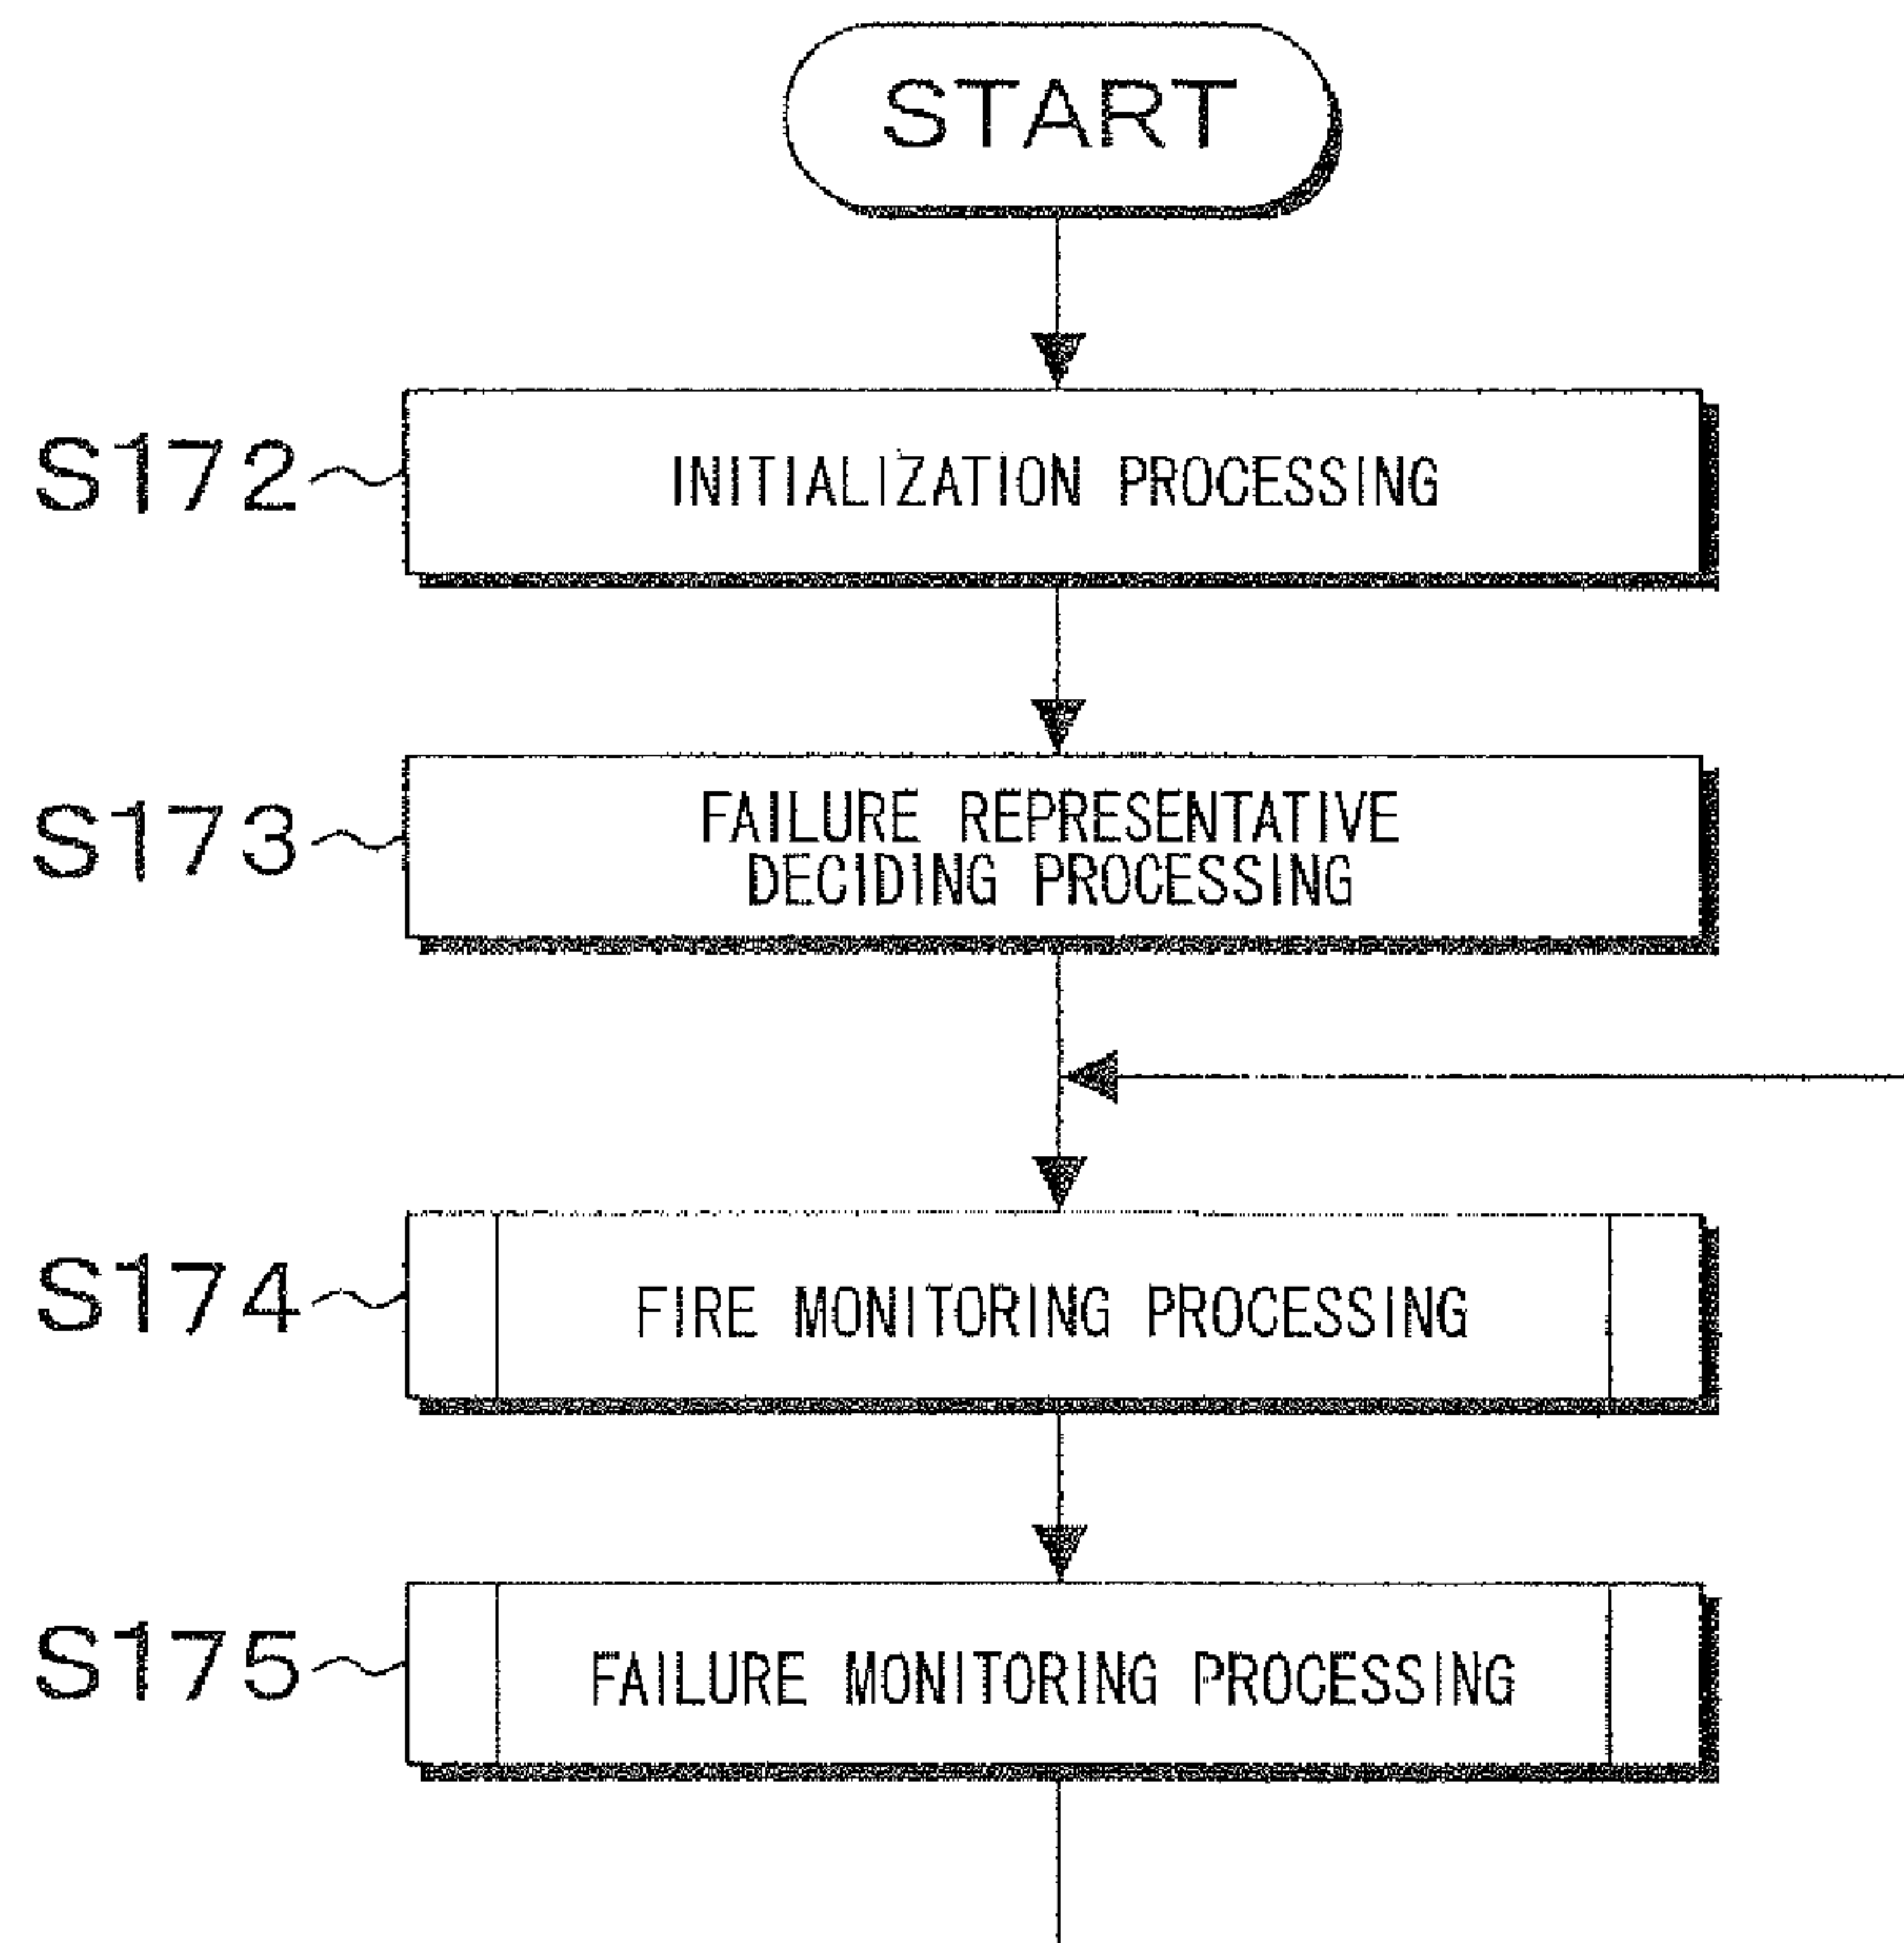 START
S172
INITIALIZATION PROCESSING
S173
FAILURE REPRESENTATIVE
DECIDING PROCESSING
S174
FIRE MONITORING PROCESSING
S175
FAILURE MONITORING PROCESSING